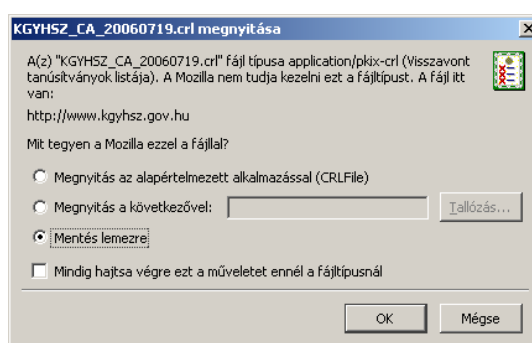 KGYHSZ_CA_20060719.crl megnyitása
A(z) "KGYHSZ_CA_20060719.crl" fájl típusa application/pkix-crl (Visszavont
tanúsítványok listája). A Mozilla nem tudja kezelni ezt a fájltípust. A fájl itt
van:
http://www.kgyhsz.gov.hu
Mit tegyen a Mozilla ezzel a fájllal?
Megnyitás az alapértelmezett alkalmazással (CRLFile)
Megnyitás a következővel:
Tallózás...
Mentés lemezre
Mindig hajtsa végre ezt a műveletet ennél a fájltípusnál
OK
Mégse